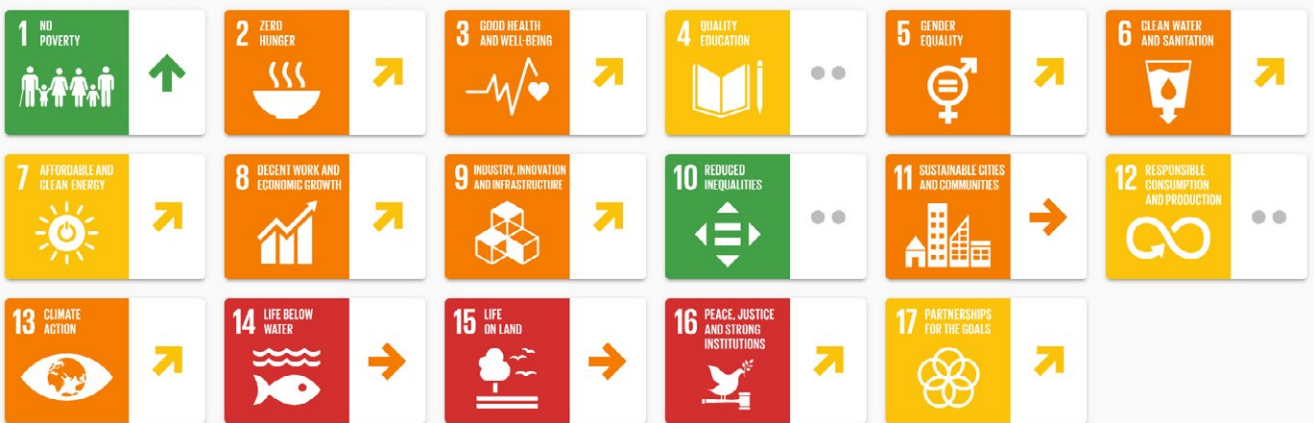 1 NO
POVERTY
2 ZERO
HUNGER
3 GOOD HEALTH
AND WELL-BEING
4 QUALITY
EDUCATION
5 GENDER
EQUALITY
6 CLEAN WATER
AND SANITATION
7 AFFORDABLE AND
CLEAN ENERGY
8 DECENT WORK AND
ECONOMIC GROWTH
9 INDUSTRY, INNOVATION
AND INFRASTRUCTURE
10 REDUCED
INEQUALITIES
11 SUSTAINABLE CITIES
AND COMMUNITIES
12 RESPONSIBLE
CONSUMPTION
AND PRODUCTION
13 CLIMATE
ACTION
14 LIFE BELOW
WATER
15 LIFE
ON LAND
16 PEACE, JUSTICE
AND STRONG
INSTITUTIONS
17 PARTNERSHIPS
FOR THE GOALS